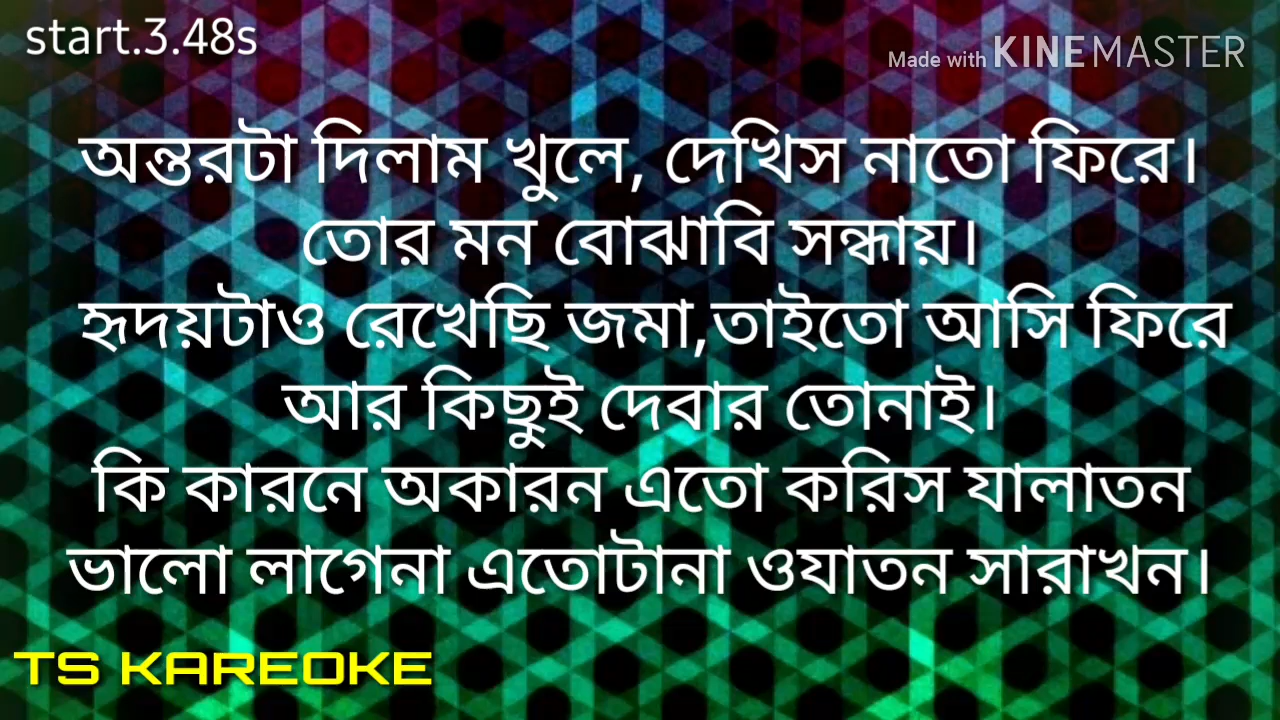 start.3.48s
Made with KINEMASTER
অন্তরটা দিলাম খুলে, দেখিস নাতো ফিরে।
তোর মন বোঝাবি সন্ধায়।
হৃদয়টাও রেখেছি জমা,তাইতো আসি ফিরে
আর কিছুই দেবার তোনাই।
কি কারনে অকারন এতো করিস যালাতন
ভালো লাগেনা এতোটানা ওযাতন সারাখন।
TS KAREOKE